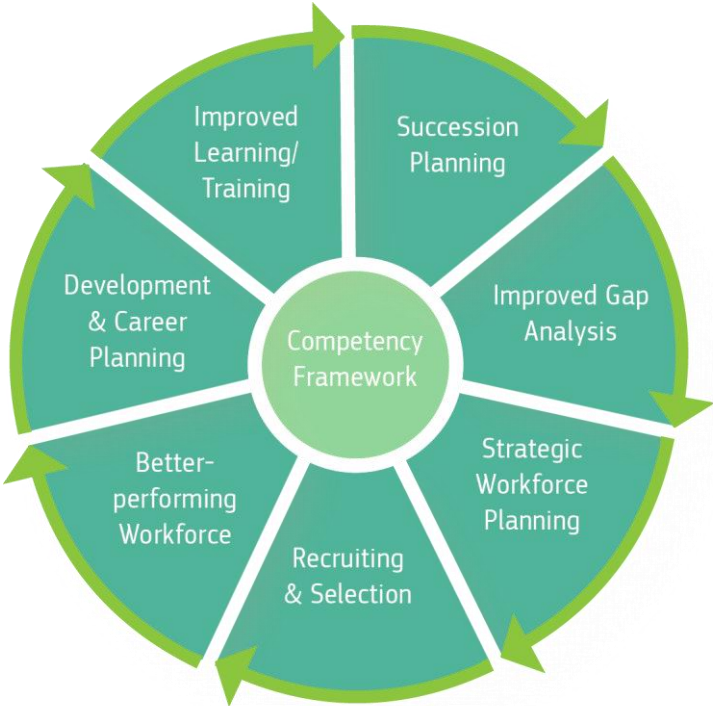 Improved
Learning/
Training
Succession
Planning
Improved Gap
Analysis
Strategic
Workforce
Planning
Recruiting
& Selection
Better-
performing
Workforce
Development
& Career
Planning
Competency
Framework